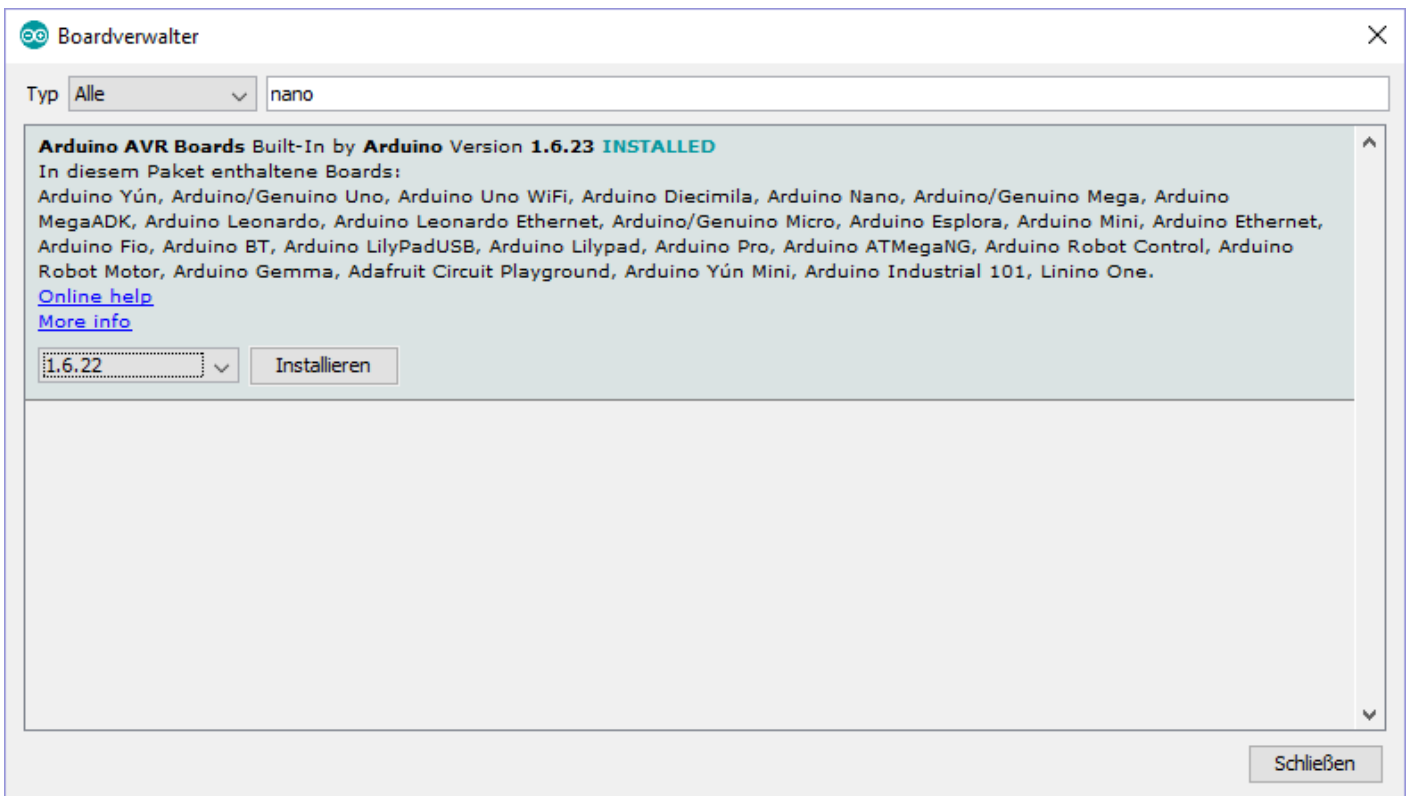 Boardverwalter
Typ Alle nano
Arduino AVR Boards Built-In by Arduino Version 1.6.23 INSTALLED
In diesem Paket enthaltene Boards:
Arduino Yún, Arduino/Genuino Uno, Arduino Uno WiFi, Arduino Diecimila, Arduino Nano, Arduino/Genuino Mega, Arduino
MegaADK, Arduino Leonardo, Arduino Leonardo Ethernet, Arduino/Genuino Micro, Arduino Esplora, Arduino Mini, Arduino Ethernet,
Arduino Fio, Arduino BT, Arduino LilyPadUSB, Arduino Lilypad, Arduino Pro, Arduino ATMegaNG, Arduino Robot Control, Arduino
Robot Motor, Arduino Gemma, Adafruit Circuit Playground, Arduino Yún Mini, Arduino Industrial 101, Linino One.
Online help
More info
1.6.22 Installieren
Schließen